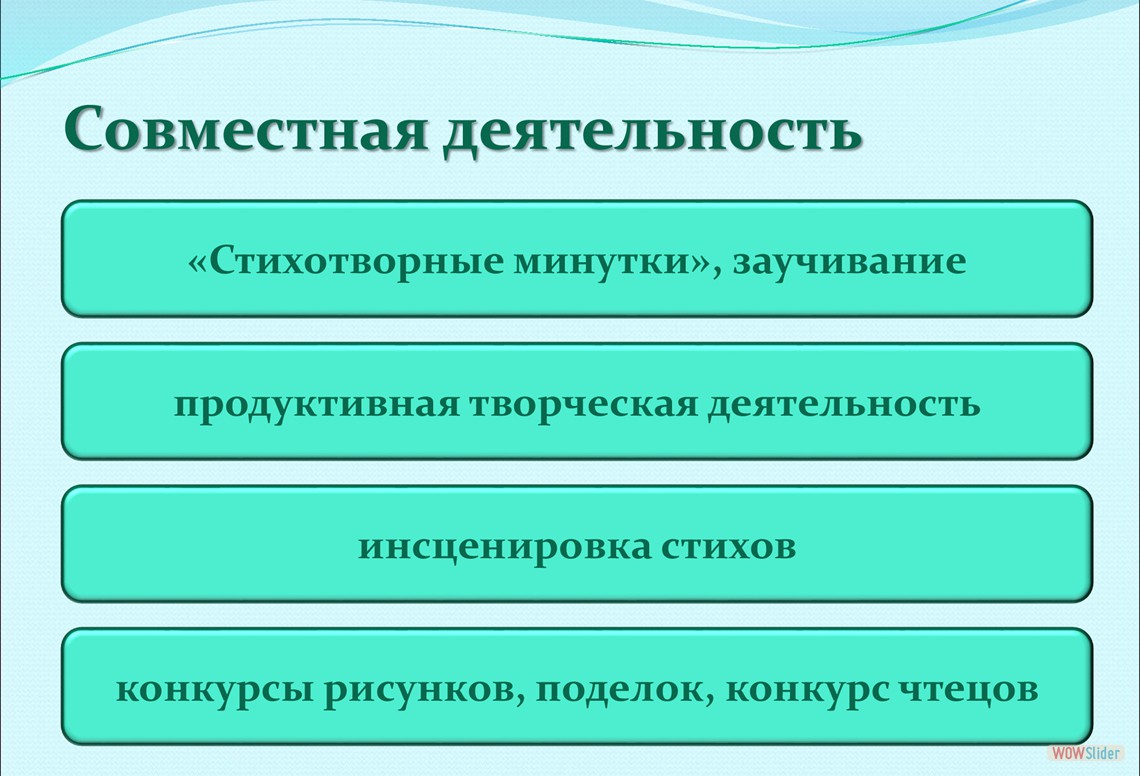 Совместная деятельность
«Стихотворные минутки», заучивание
продуктивная творческая деятельность
инсценировка стихов
конкурсы рисунков, поделок, конкурс чтецов
WOWSlider